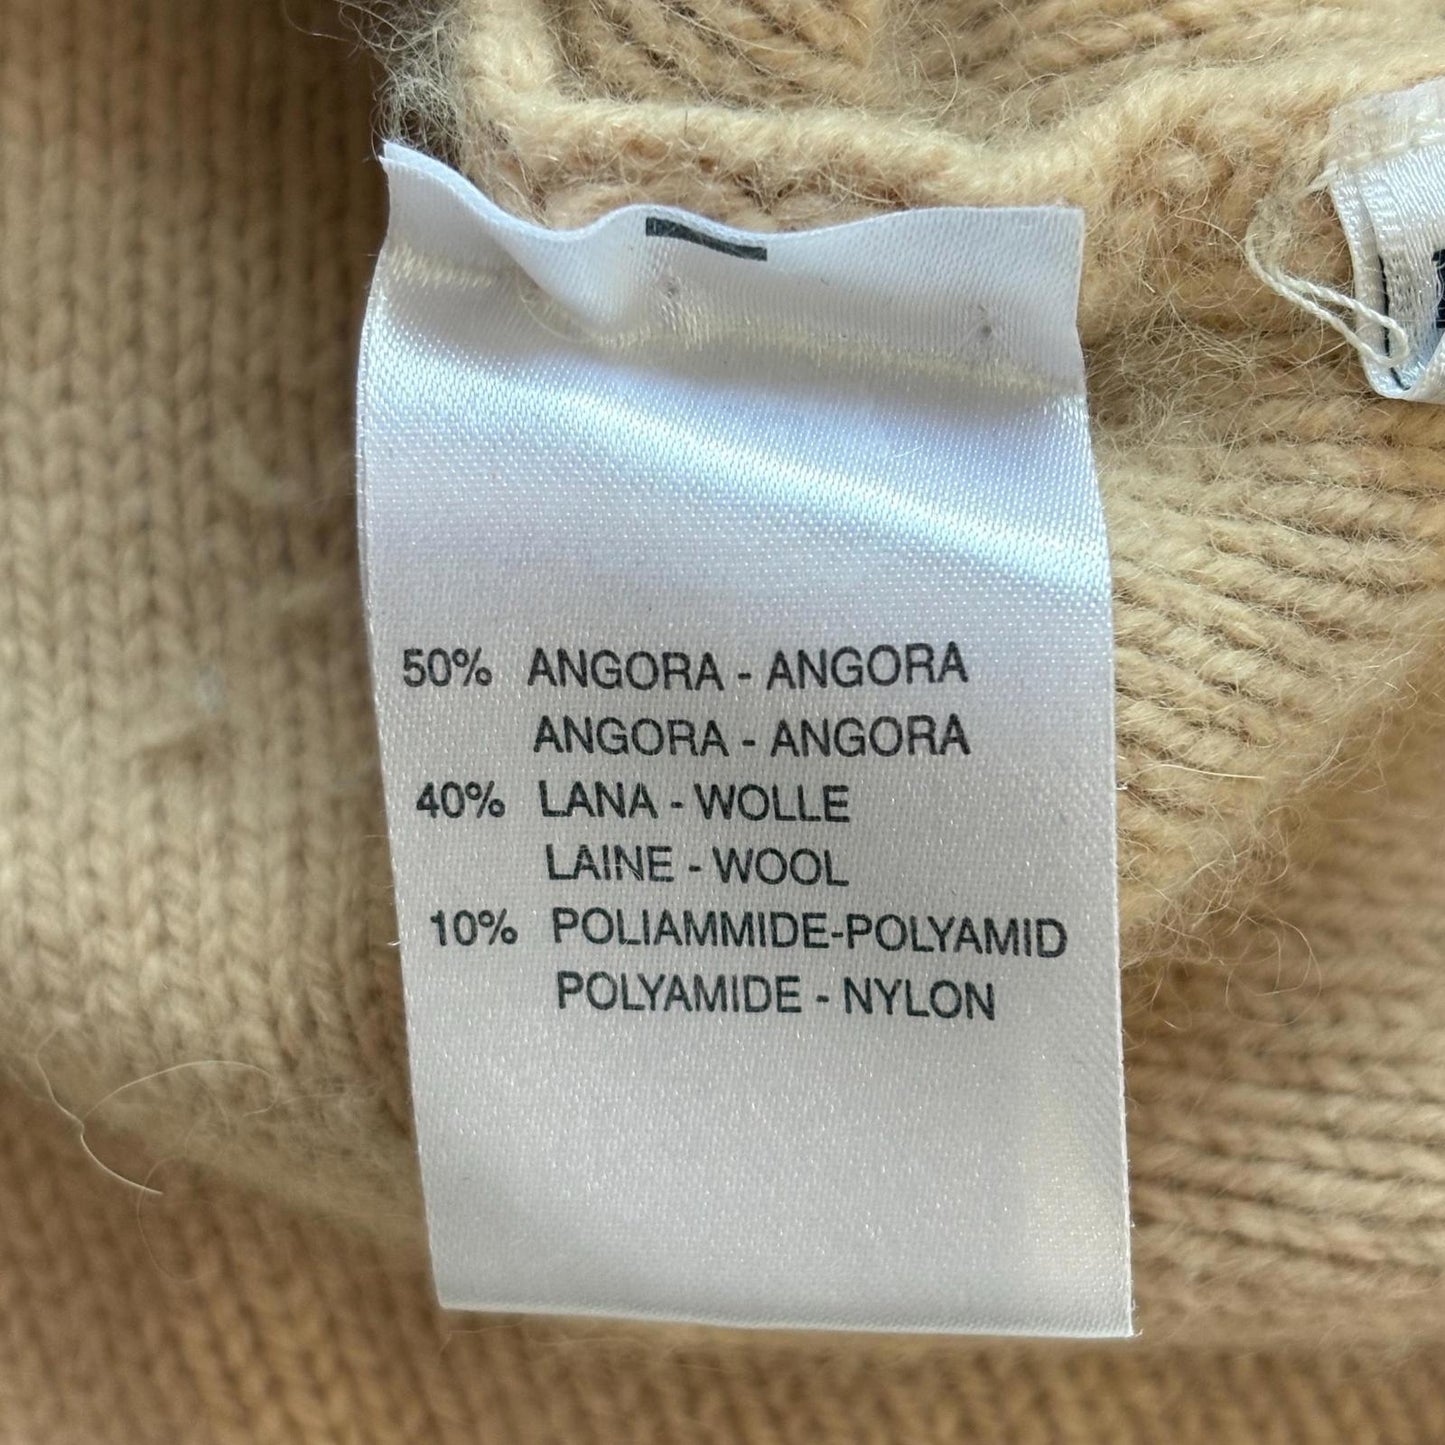 50% ANGORA - ANGORA
ANGORA - ANGORA
40% LANA - WOLLE
LAINE - WOOL
10% POLIAMMIDE-POLYAMID
POLYAMIDE - NYLON